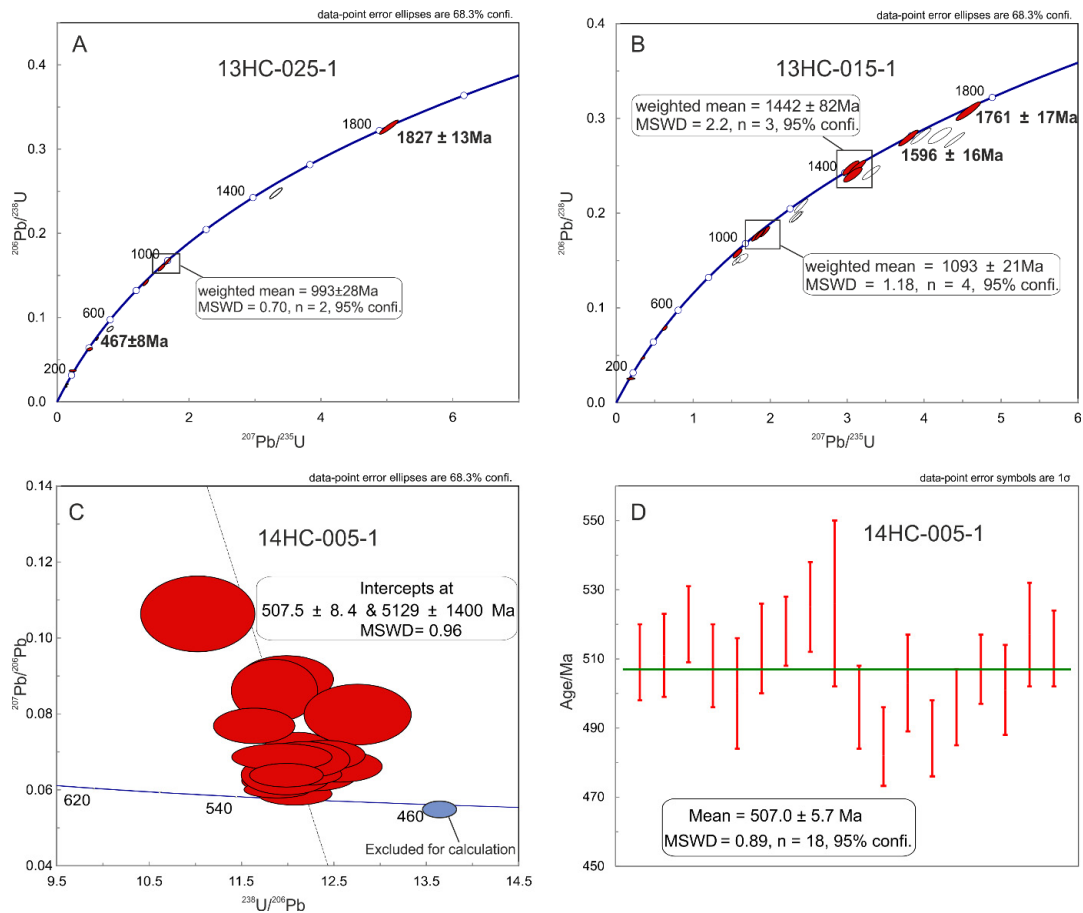 data-point error ellipses are 68.3% confi.
A
13HC-025-1
0.4
0.3
0.2
0.1
0.0
1800
1827 ± 13Ma
1400
1000
weighted mean = 993±28Ma
MSWD = 0.70, n = 2, 95% confi.
600
467±8Ma
200
0
2
4
6
²⁰⁶Pb/²³⁸U
²⁰⁷Pb/²³⁵U
data-point error ellipses are 68.3% confi.
B
13HC-015-1
0.4
0.3
0.2
0.1
0.0
weighted mean = 1442 ± 82Ma
MSWD = 2.2, n = 3, 95% confi.
1800
1761 ± 17Ma
1596 ± 16Ma
1400
1000
weighted mean = 1093 ± 21Ma
MSWD = 1.18, n = 4, 95% confi.
600
200
0
1
2
3
4
5
6
²⁰⁶Pb/²³⁸U
²⁰⁷Pb/²³⁵U
data-point error ellipses are 68.3% confi.
C
14HC-005-1
0.14
0.12
0.10
0.08
0.06
0.04
Intercepts at
507.5 ± 8.4 & 5129 ± 1400 Ma
MSWD= 0.96
620
540
460
Excluded for calculation
9.5
10.5
11.5
12.5
13.5
14.5
²⁰⁷Pb/²⁰⁶Pb
²³⁸U/²⁰⁶Pb
data-point error symbols are 1σ
D
14HC-005-1
550
530
510
490
470
450
Age/Ma
Mean = 507.0 ± 5.7 Ma
MSWD = 0.89, n = 18, 95% confi.